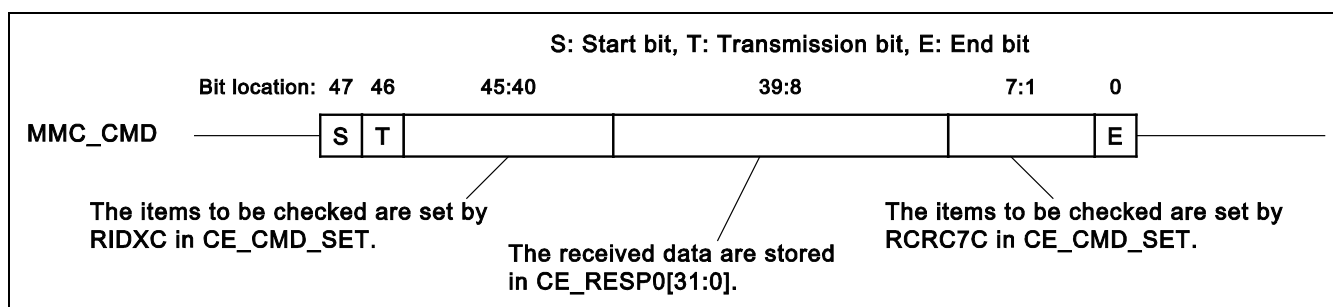 S: Start bit, T: Transmission bit, E: End bit
Bit location: 47 46 45:40 39:8 7:1 0
MMC_CMD S T E
The items to be checked are set by
RIDXC in CE_CMD_SET.
The received data are stored
in CE_RESP0[31:0].
The items to be checked are set by
RCRC7C in CE_CMD_SET.